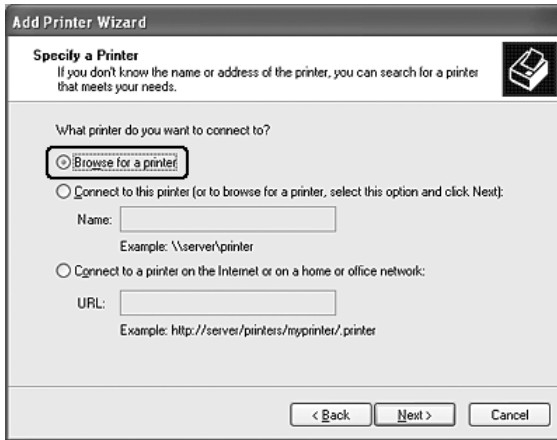 Add Printer Wizard
Specify a Printer
If you don't know the name or address of the printer, you can search for a printer
that meets your needs.
What printer do you want to connect to?
Browse for a printer
Connect to this printer (or to browse for a printer, select this option and click Next):
Name:
Example: \\server\printer
Connect to a printer on the Internet or on a home or office network:
URL:
Example: http://server/printers/myprinter/.printer
< Back Next > Cancel